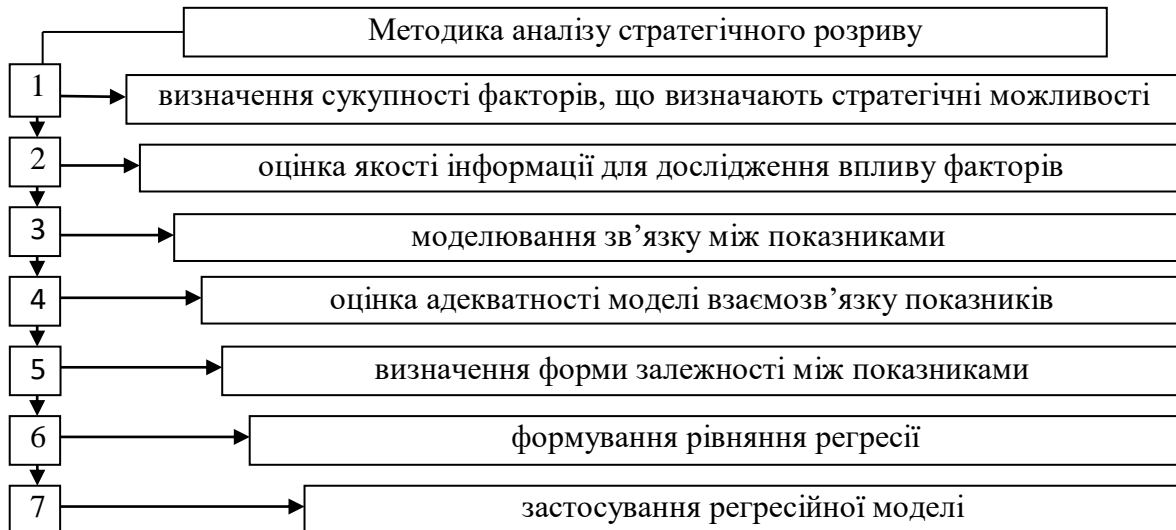 Методика аналізу стратегічного розриву
1
визначення сукупності факторів, що визначають стратегічні можливості
2
оцінка якості інформації для дослідження впливу факторів
3
моделювання зв’язку між показниками
4
оцінка адекватності моделі взаємозв’язку показників
5
визначення форми залежності між показниками
6
формування рівняння регресії
7
застосування регресійної моделі